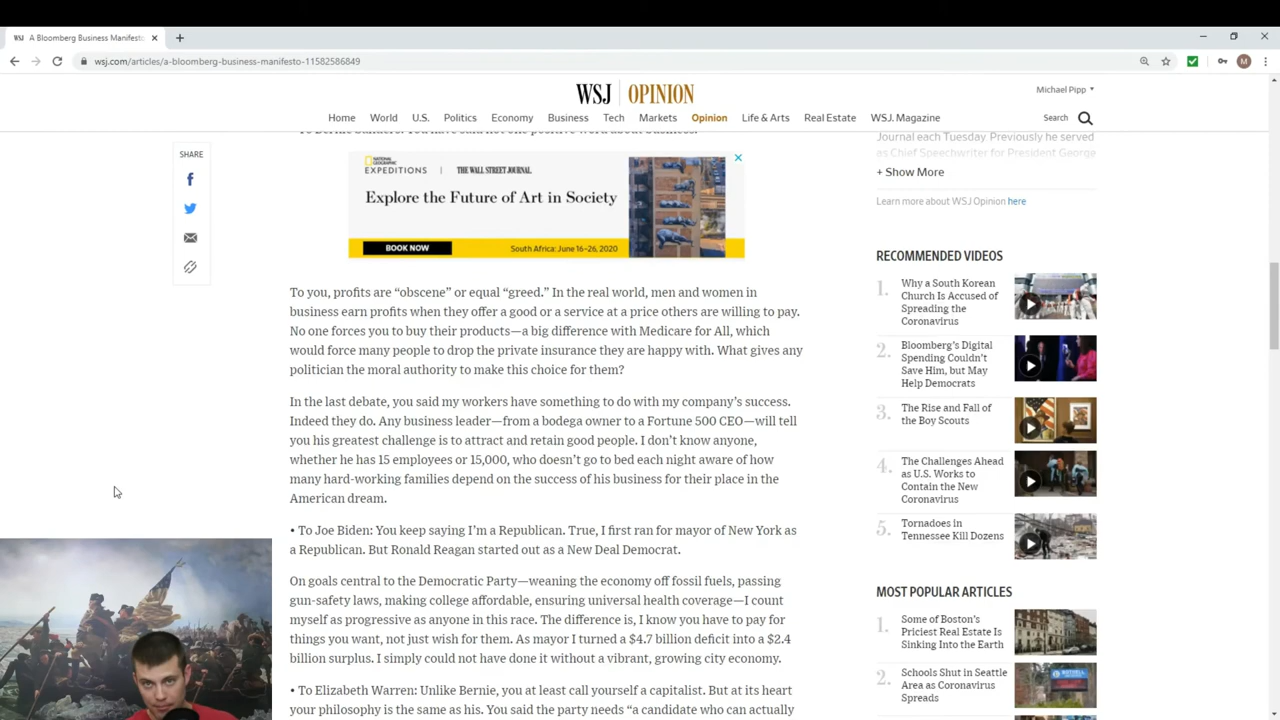 WSJ A Bloomberg Business Manifesto
wsj.com/articles/a-bloomberg-business-manifesto-11582586849
M
WSJ OPINION
Michael Pipp
Home World U.S. Politics Economy Business Tech Markets Opinion Life & Arts Real Estate WSJ. Magazine
Search
SHARE
NATIONAL GEOGRAPHIC EXPEDITIONS | THE WALL STREET JOURNAL
Explore the Future of Art in Society
BOOK NOW
South Africa: June 16–26, 2020
To you, profits are “obscene” or equal “greed.” In the real world, men and women in
business earn profits when they offer a good or a service at a price others are willing to pay.
No one forces you to buy their products—a big difference with Medicare for All, which
would force many people to drop the private insurance they are happy with. What gives any
politician the moral authority to make this choice for them?
In the last debate, you said my workers have something to do with my company’s success.
Indeed they do. Any business leader—from a bodega owner to a Fortune 500 CEO—will tell
you his greatest challenge is to attract and retain good people. I don’t know anyone,
whether he has 15 employees or 15,000, who doesn’t go to bed each night aware of how
many hard-working families depend on the success of his business for their place in the
American dream.
• To Joe Biden: You keep saying I’m a Republican. True, I first ran for mayor of New York as
a Republican. But Ronald Reagan started out as a New Deal Democrat.
On goals central to the Democratic Party—weaning the economy off fossil fuels, passing
gun-safety laws, making college affordable, ensuring universal health coverage—I count
myself as progressive as anyone in this race. The difference is, I know you have to pay for
things you want, not just wish for them. As mayor I turned a $4.7 billion deficit into a $2.4
billion surplus. I simply could not have done it without a vibrant, growing city economy.
• To Elizabeth Warren: Unlike Bernie, you at least call yourself a capitalist. But at its heart
your philosophy is the same as his. You said the party needs “a candidate who can actually
Journal each Tuesday. Previously he served
as Chief Speechwriter for President George
+ Show More
Learn more about WSJ Opinion here
RECOMMENDED VIDEOS
1. Why a South Korean
Church Is Accused of
Spreading the
Coronavirus
2. Bloomberg’s Digital
Spending Couldn’t
Save Him, but May
Help Democrats
3. The Rise and Fall of
the Boy Scouts
4. The Challenges Ahead
as U.S. Works to
Contain the New
Coronavirus
5. Tornadoes in
Tennessee Kill Dozens
MOST POPULAR ARTICLES
1. Some of Boston’s
Priciest Real Estate Is
Sinking Into the Earth
2. Schools Shut in Seattle
Area as Coronavirus
Spreads